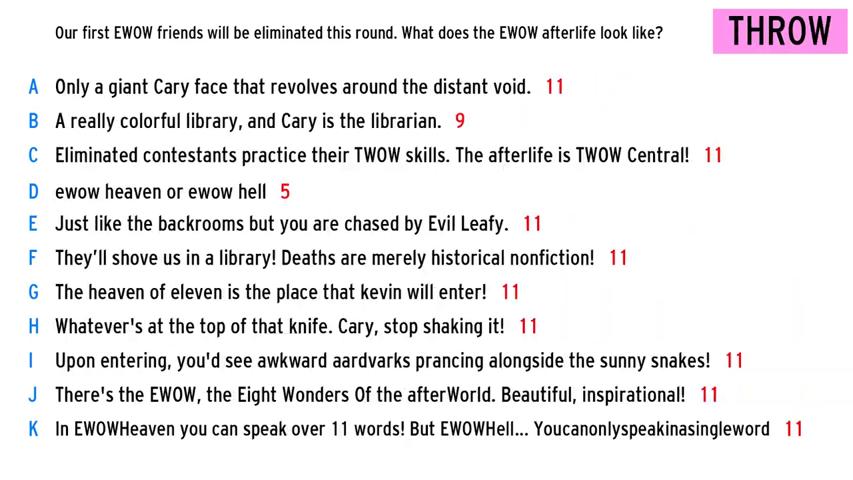 Our first EWOW friends will be eliminated this round. What does the EWOW afterlife look like? THROW
A Only a giant Cary face that revolves around the distant void. 11
B A really colorful library, and Cary is the librarian. 9
C Eliminated contestants practice their TWOW skills. The afterlife is TWOW Central! 11
D ewow heaven or ewow hell 5
E Just like the backrooms but you are chased by Evil Leafy. 11
F They'll shove us in a library! Deaths are merely historical nonfiction! 11
G The heaven of eleven is the place that kevin will enter! 11
H Whatever's at the top of that knife. Cary, stop shaking it! 11
I Upon entering, you'd see awkward aardvarks prancing alongside the sunny snakes! 11
J There's the EWOW, the Eight Wonders Of the afterWorld. Beautiful, inspirational! 11
K In EWOWHeaven you can speak over 11 words! But EWOWHell... Youcanonlyspeakinasingleword 11